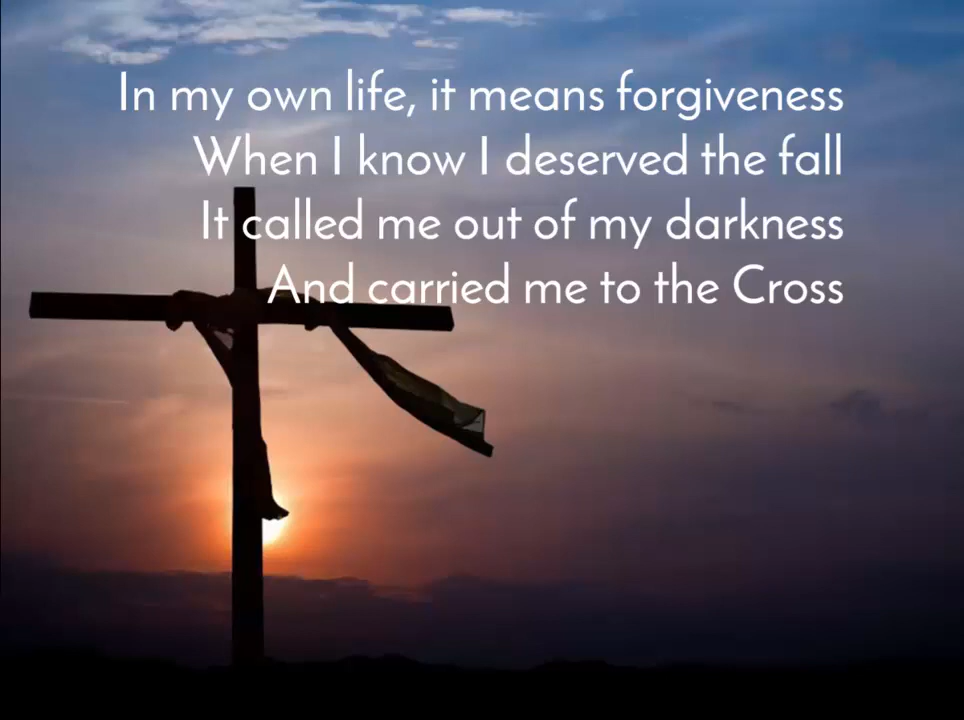 In my own life, it means forgiveness
When I know I deserved the fall
It called me out of my darkness
And carried me to the Cross